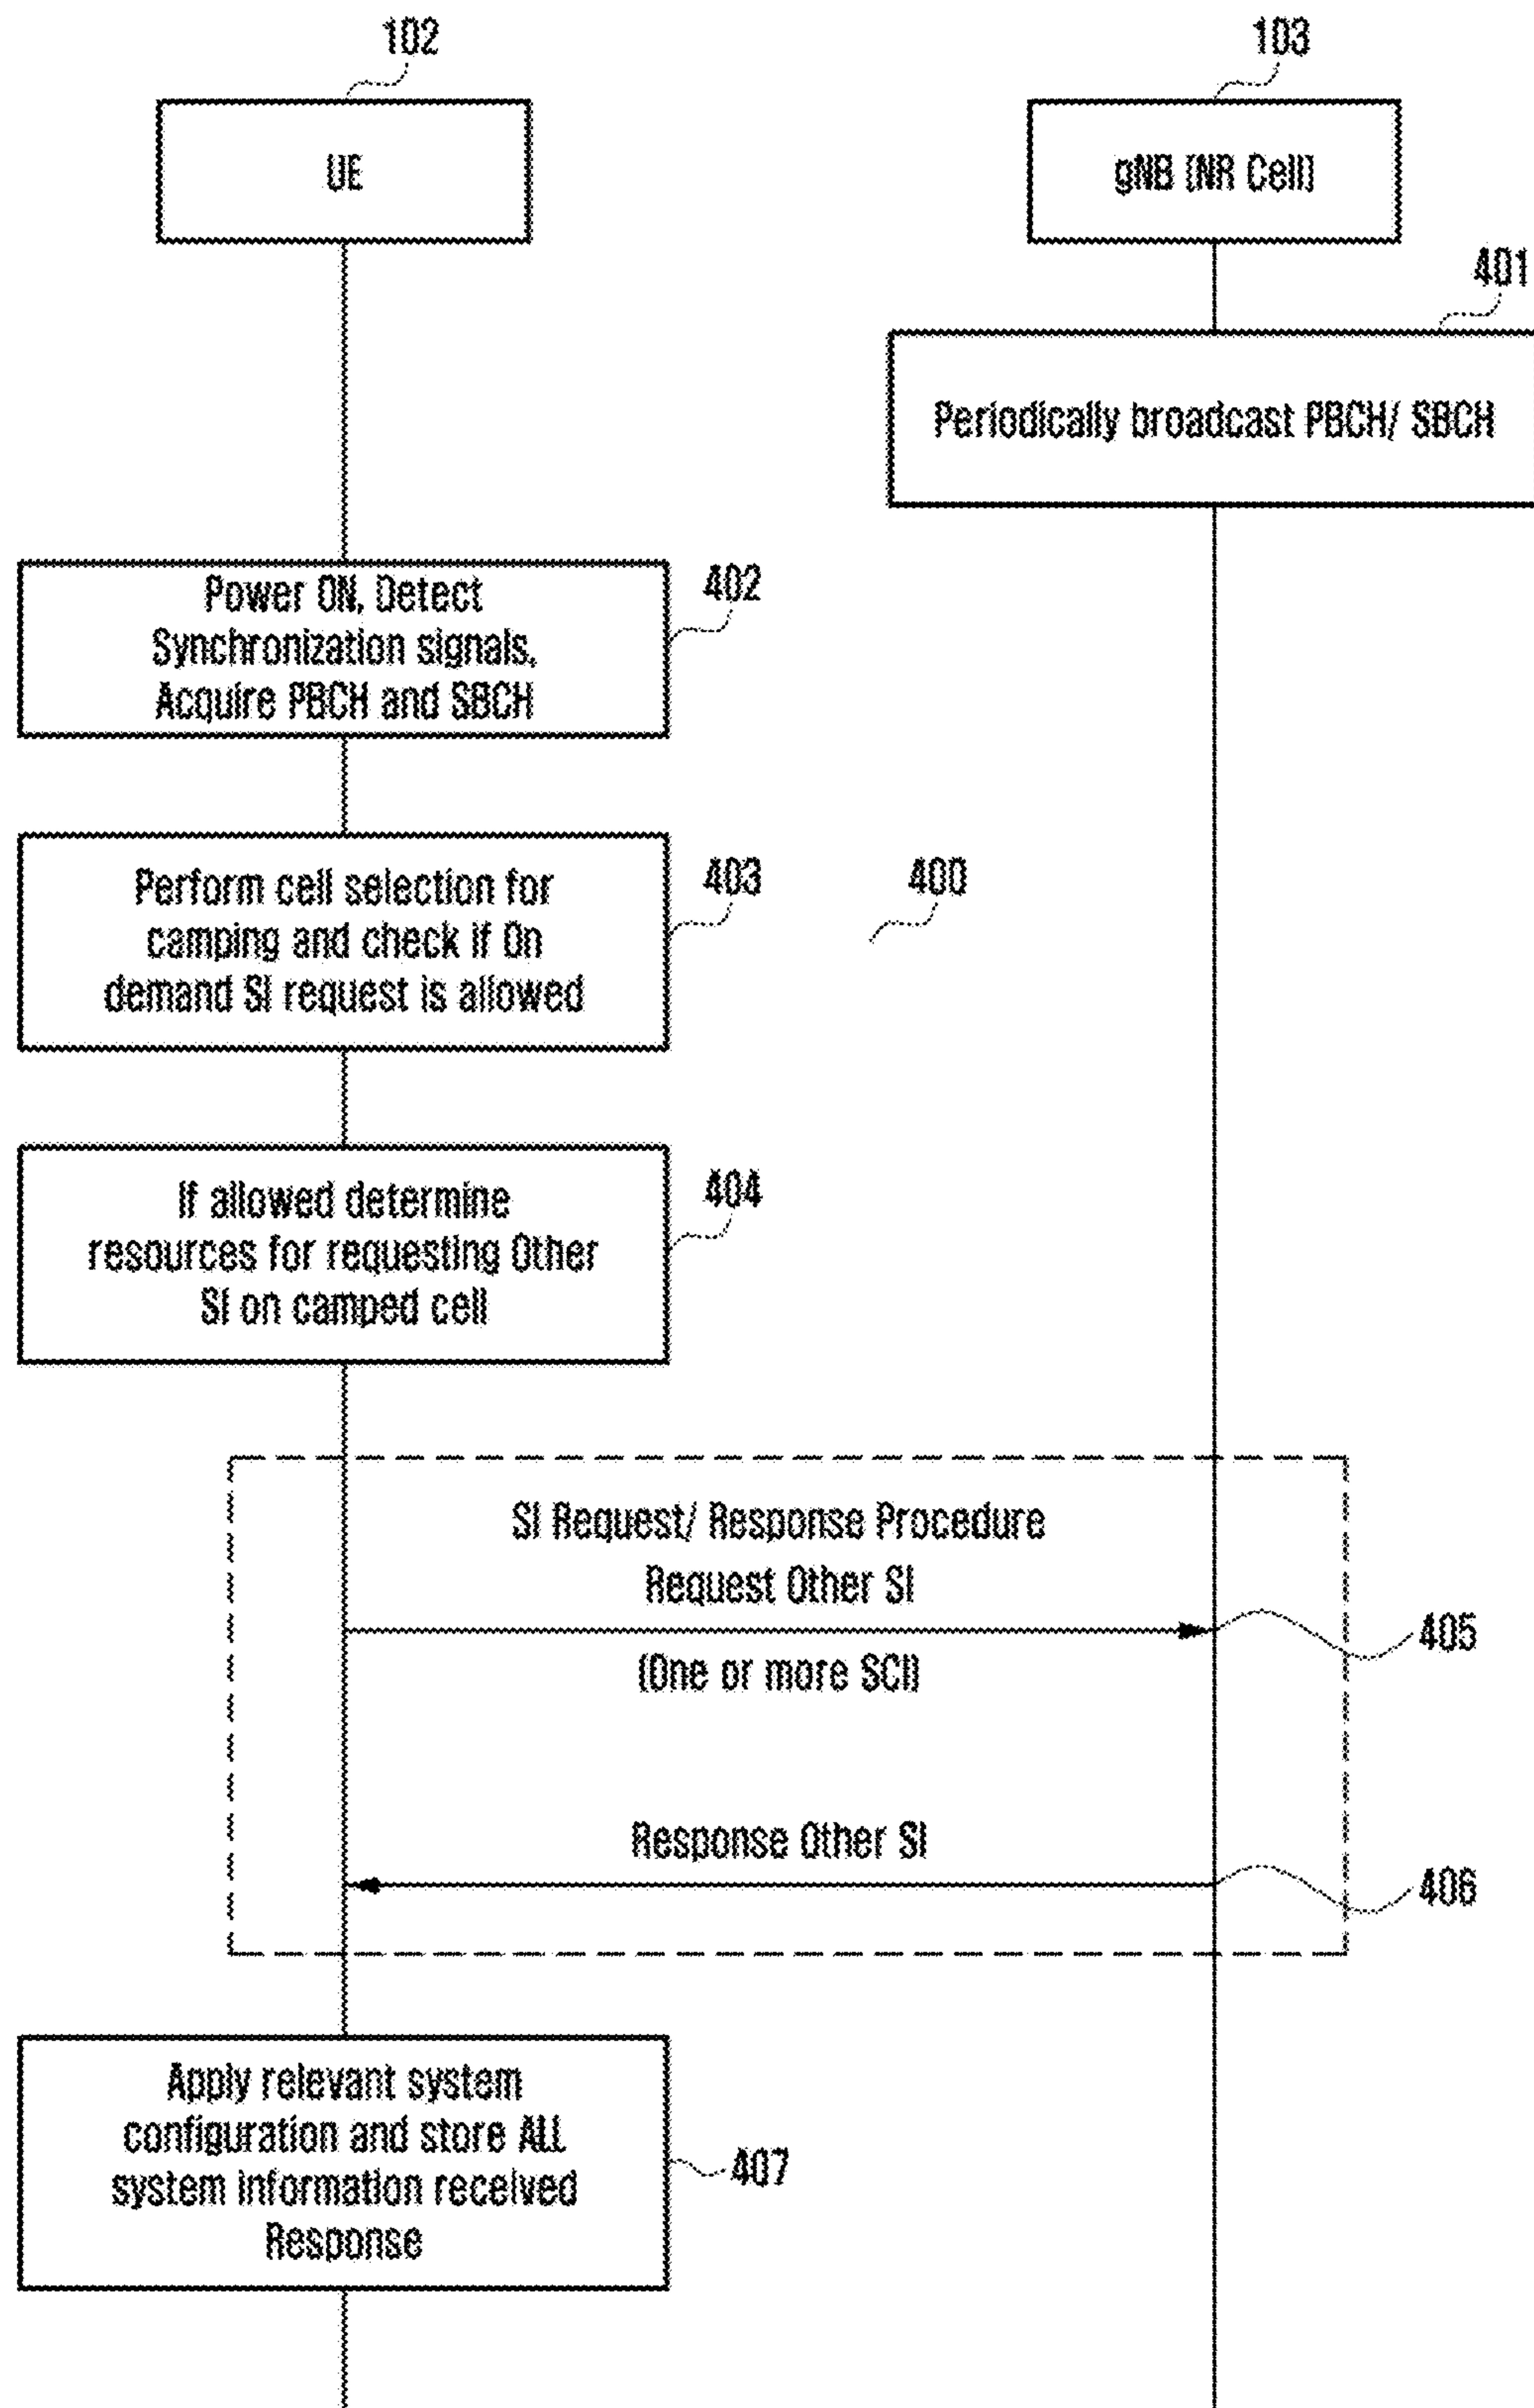 102
103
UE
gNB (NR Cell)
401
Periodically broadcast PBCH/ SBCH
Power ON, Detect
Synchronization signals,
Acquire PBCH and SBCH
402
Perform cell selection for
camping and check if On
demand SI request is allowed
403
400
If allowed determine
resources for requesting Other
SI on camped cell
404
SI Request/ Response Procedure
Request Other SI
405
(One or more SCI)
Response Other SI
406
Apply relevant system
configuration and store ALL
system information received
Response
407